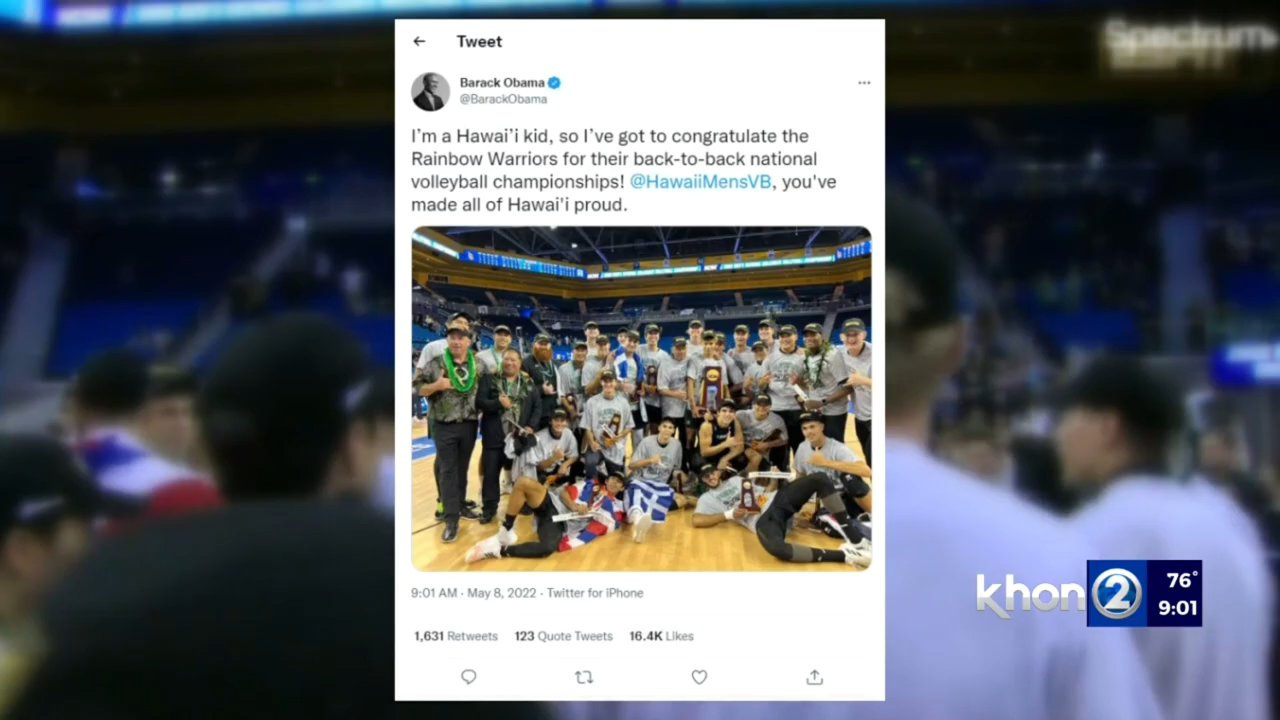 Spectrum
Tweet
Barack Obama
@BarackObama
I’m a Hawai’i kid, so I’ve got to congratulate the
Rainbow Warriors for their back-to-back national
volleyball championships! @HawaiiMensVB, you've
made all of Hawai'i proud.
9:01 AM · May 8, 2022 · Twitter for iPhone
1,631 Retweets 123 Quote Tweets 16.4K Likes
khon 2
76°
9:01